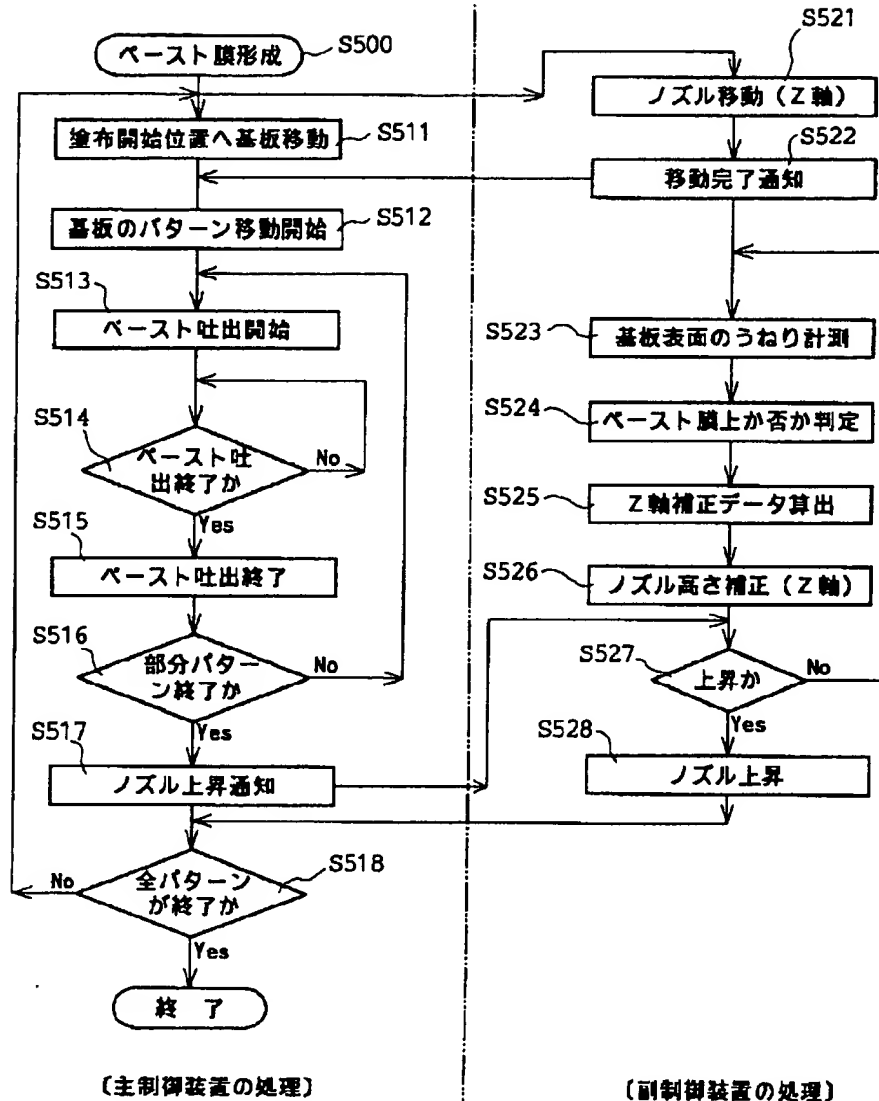 ペースト膜形成
S500
塗布開始位置へ基板移動
S511
基板のパターン移動開始
S512
S513
ペースト吐出開始
S514
ペースト吐
出終了か
No
Yes
S515
ペースト吐出終了
S516
部分パター
ン終了か
No
Yes
S517
ノズル上昇通知
S518
全パターン
が終了か
No
Yes
終 了
〔主制御装置の処理〕
S521
ノズル移動(Z軸)
S522
移動完了通知
S523
基板表面のうねり計測
S524
ペースト膜上か否か判定
S525
Z軸補正データ算出
S526
ノズル高さ補正(Z軸)
S527
上昇か
No
Yes
S528
ノズル上昇
〔副制御装置の処理〕